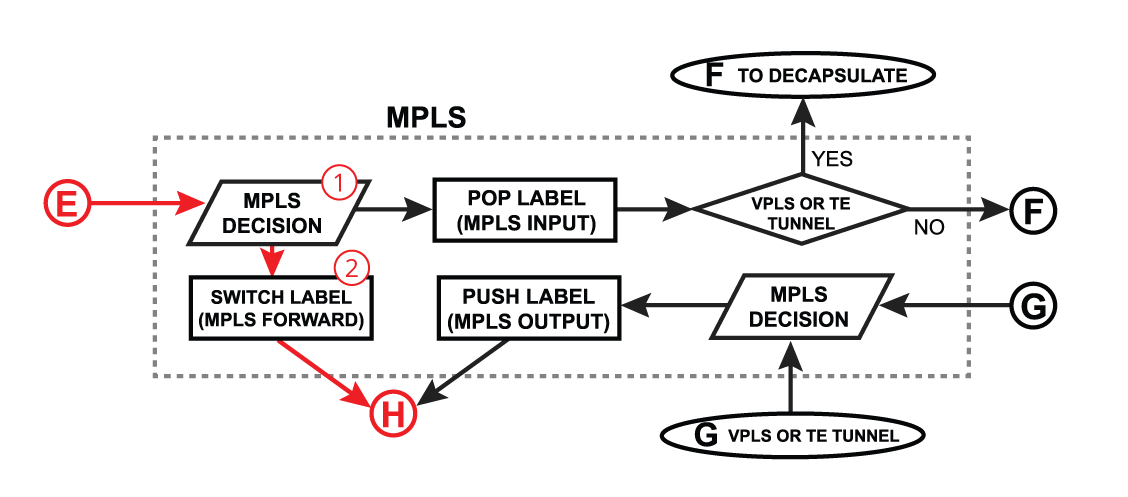 F TO DECAPSULATE
MPLS
YES
E
MPLS
DECISION
1
POP LABEL
(MPLS INPUT)
VPLS OR TE
TUNNEL
NO
F
SWITCH LABEL
(MPLS FORWARD)
2
PUSH LABEL
(MPLS OUTPUT)
MPLS
DECISION
G
H
G VPLS OR TE TUNNEL